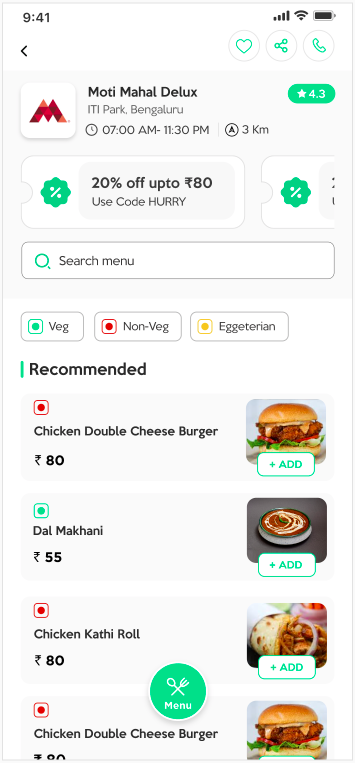 9:41
Moti Mahal Delux
4.3
ITI Park, Bengaluru
07:00 AM- 11:30 PM
3 Km
20% off upto ₹80
Use Code HURRY
Search menu
Veg
Non-Veg
Eggeterian
Recommended
Chicken Double Cheese Burger
₹ 80
+ ADD
Dal Makhani
₹ 55
+ ADD
Chicken Kathi Roll
₹ 80
+ ADD
Menu
Chicken Double Cheese Burger
₹ 80
+ ADD